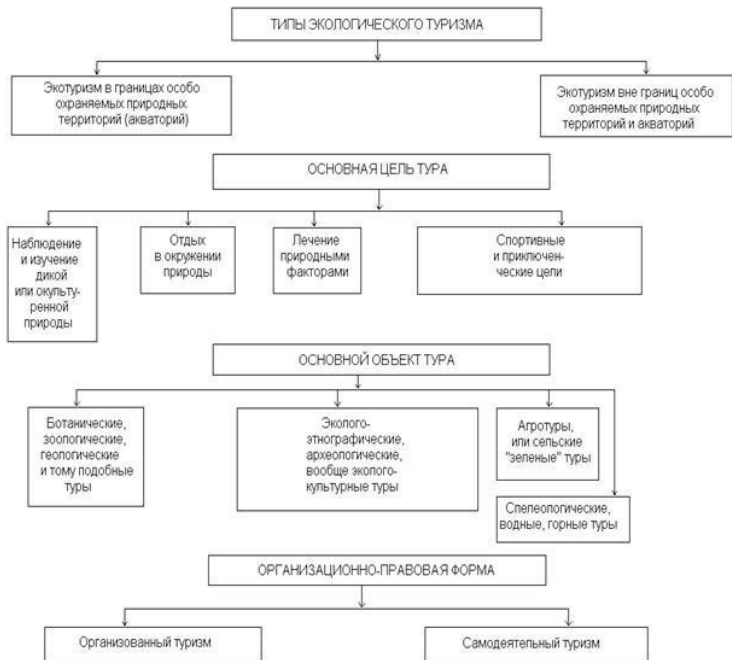 ТИПЫ ЭКОЛОГИЧЕСКОГО ТУРИЗМА
Экотуризм в границах особо
охраняемых природных
территорий (акваторий)
Экотуризм вне границ особо
охраняемых природных
территорий и акваторий
ОСНОВНАЯ ЦЕЛЬ ТУРА
Наблюдение
и изучение
дикой
или окульту-
ренной
природы
Отдых
в окружении
природы
Лечение
природными
факторами
Спортивные
и приключен-
ческие цели
ОСНОВНОЙ ОБЪЕКТ ТУРА
Ботанические,
зоологические,
геологические
и тому подобные
туры
Эколого-
этнографические,
археологические,
вообще эколого-
культурные туры
Агротуры,
или сельские
"зеленые" туры
Спелеологические,
водные, горные туры
ОРГАНИЗАЦИОННО-ПРАВОВАЯ ФОРМА
Организованный туризм
Самодеятельный туризм